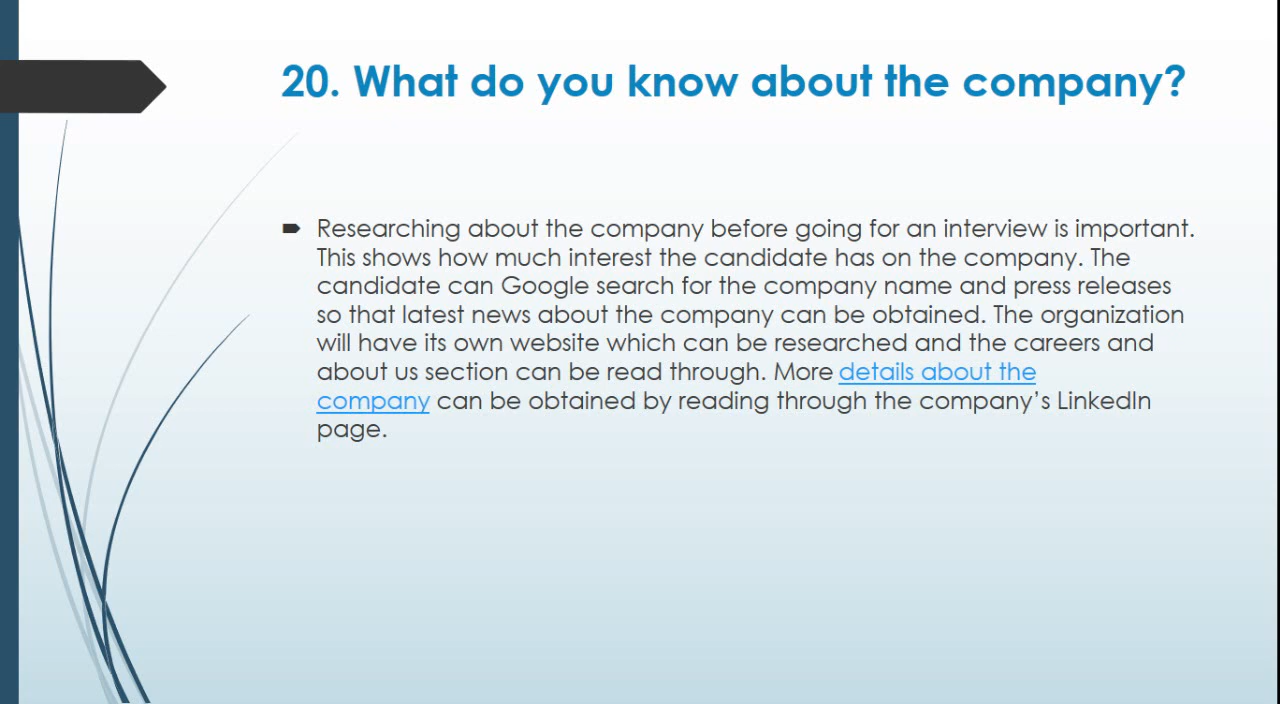 20. What do you know about the company?
Researching about the company before going for an interview is important.
This shows how much interest the candidate has on the company. The
candidate can Google search for the company name and press releases
so that latest news about the company can be obtained. The organization
will have its own website which can be researched and the careers and
about us section can be read through. More details about the
company can be obtained by reading through the company’s LinkedIn
page.